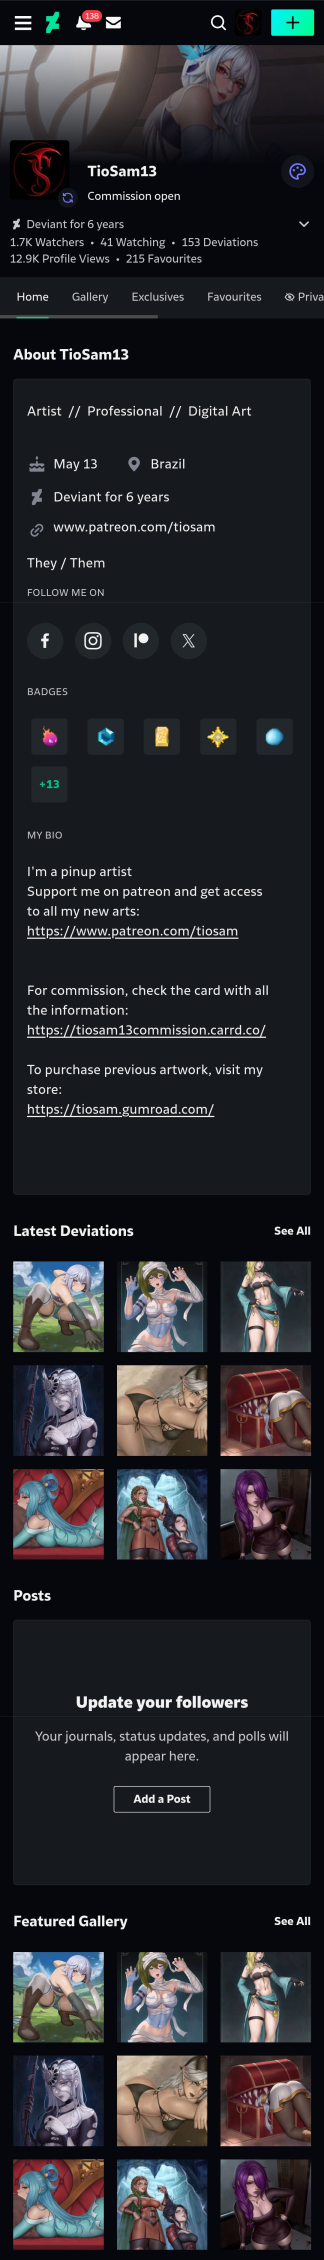 138
TioSam13
Commission open
Deviant for 6 years
1.7K Watchers • 41 Watching • 153 Deviations
12.9K Profile Views • 215 Favourites
Home Gallery Exclusives Favourites Priva
About TioSam13
Artist // Professional // Digital Art
May 13 Brazil
Deviant for 6 years
www.patreon.com/tiosam
They / Them
FOLLOW ME ON
BADGES
+13
MY BIO
I'm a pinup artist
Support me on patreon and get access
to all my new arts:
https://www.patreon.com/tiosam
For commission, check the card with all
the information:
https://tiosam13commission.carrd.co/
To purchase previous artwork, visit my
store:
https://tiosam.gumroad.com/
Latest Deviations See All
Posts
Update your followers
Your journals, status updates, and polls will
appear here.
Add a Post
Featured Gallery See All